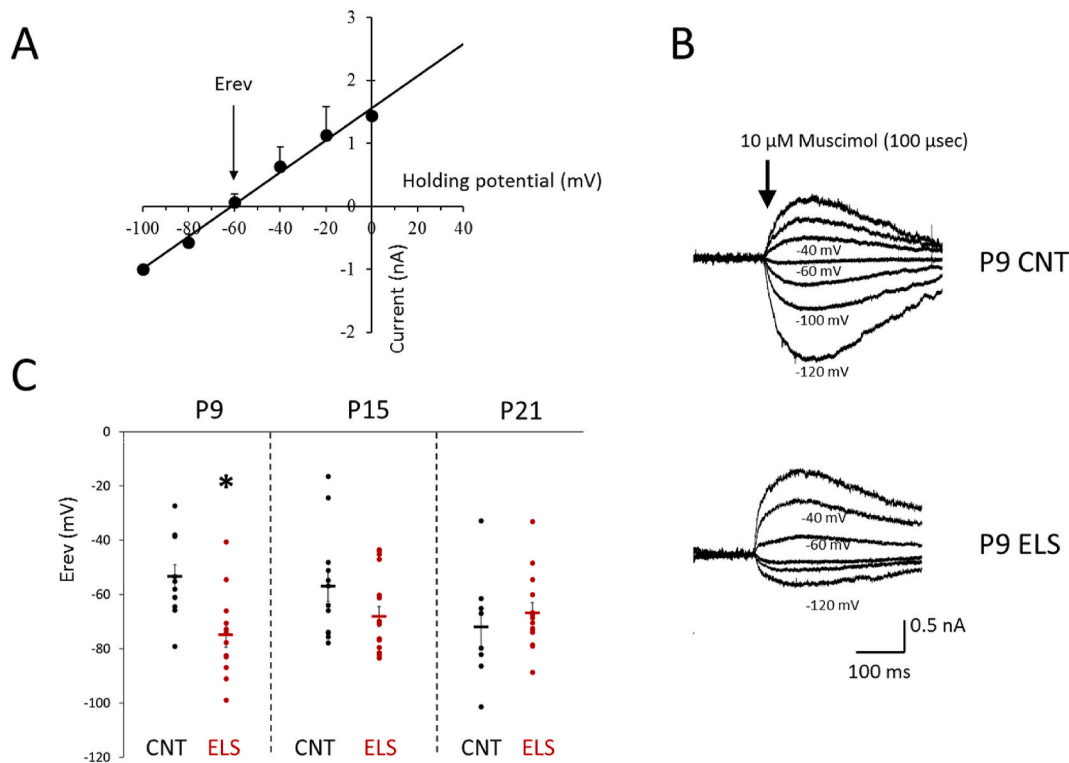 A
Erev
3
2
1
0
-1
-2
-100 -80 -60 -40 -20 0 20 40
Holding potential (mV)
Current (nA)
B
10 µM Muscimol (100 µsec)
-40 mV
-60 mV
-100 mV
-120 mV
P9 CNT
-40 mV
-60 mV
-120 mV
P9 ELS
0.5 nA
100 ms
C
P9 P15 P21
0
-20
-40
-60
-80
-100
-120
Erev (mV)
*
CNT ELS CNT ELS CNT ELS